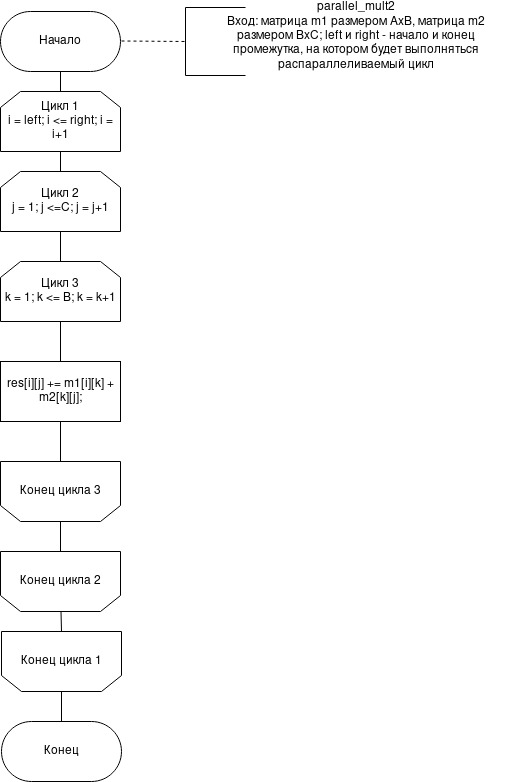 Начало
parallel_mult2
Вход: матрица m1 размером AxB, матрица m2
размером BxC; left и right - начало и конец
промежутка, на котором будет выполняться
распараллеливаемый цикл
Цикл 1
i = left; i <= right; i =
i+1
Цикл 2
j = 1; j <=C; j = j+1
Цикл 3
k = 1; k <= B; k = k+1
res[i][j] += m1[i][k] +
m2[k][j];
Конец цикла 3
Конец цикла 2
Конец цикла 1
Конец